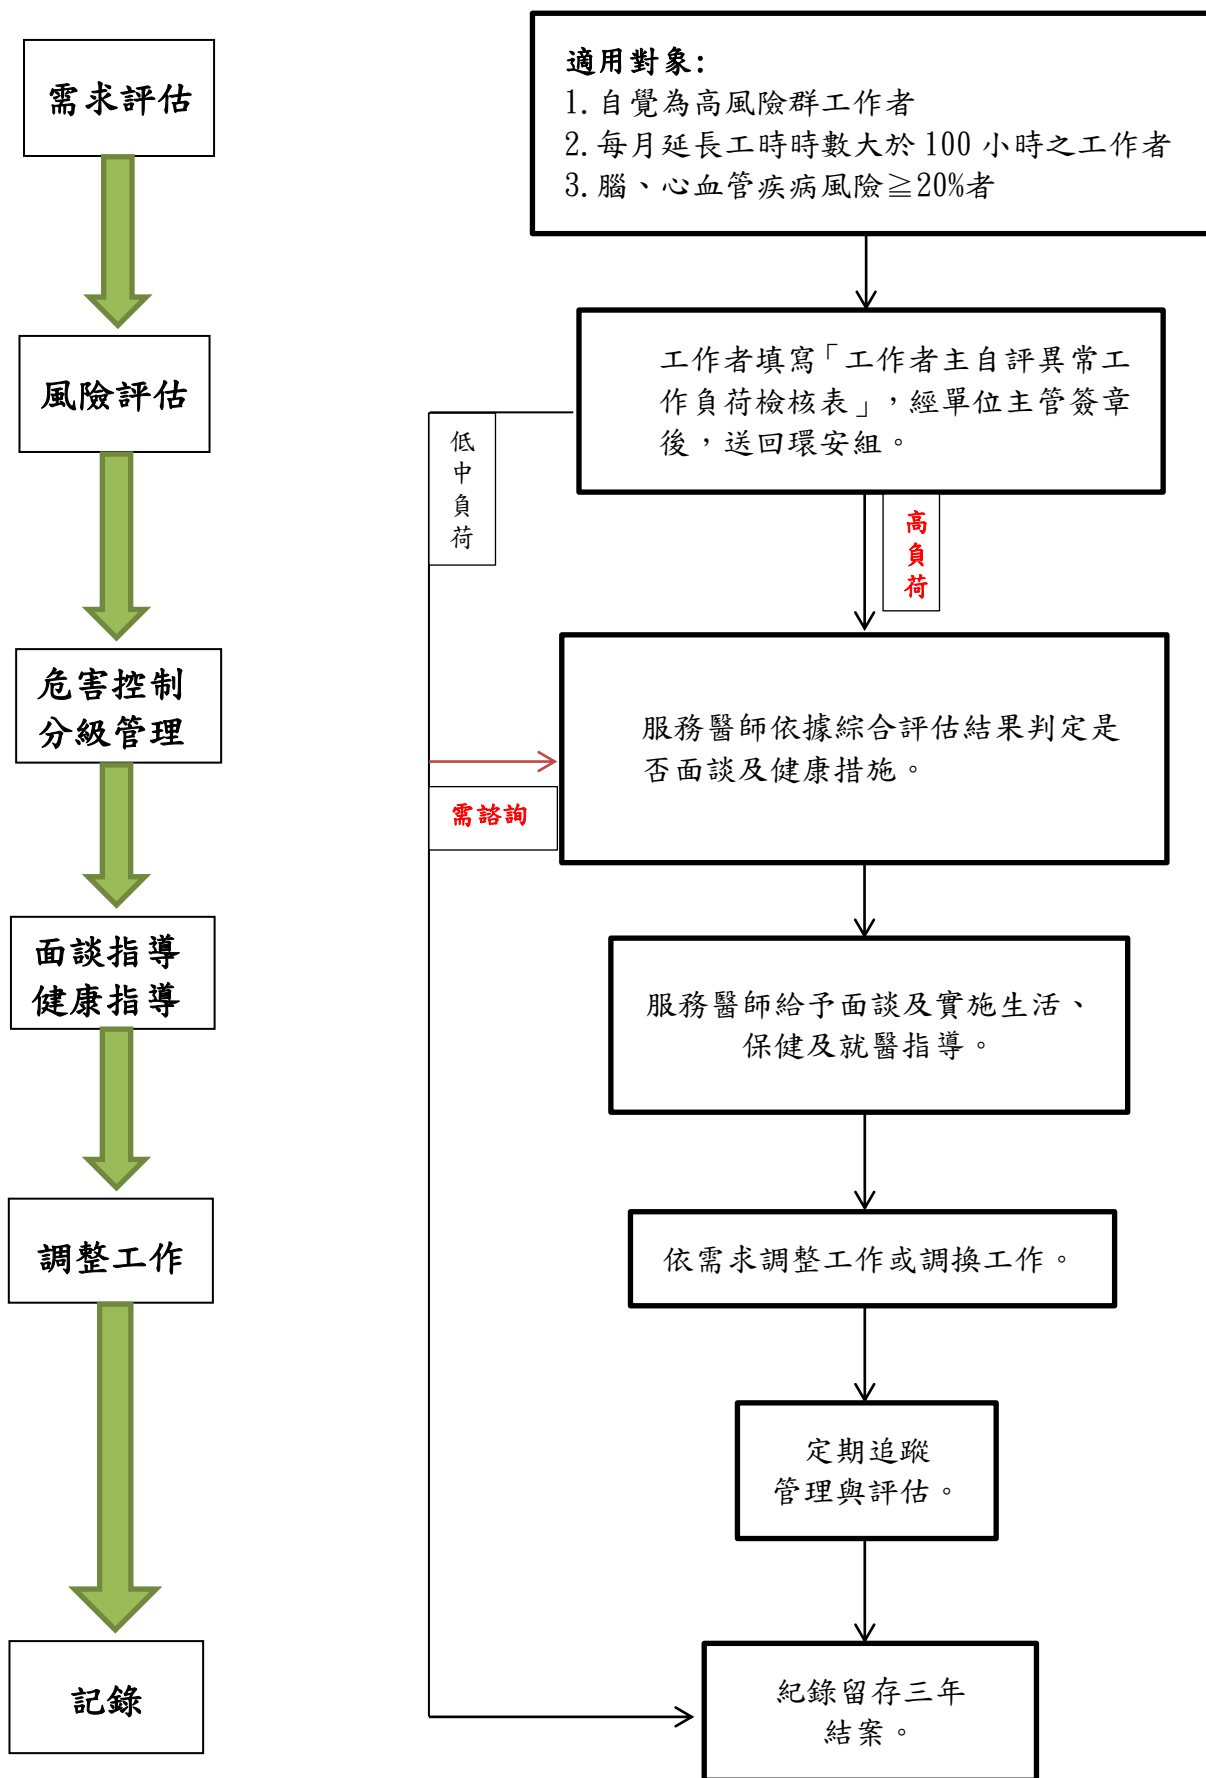 需求評估
適用對象:
1.自覺為高風險群工作者
2.每月延長工時時數大於 100 小時之工作者
3.腦、心血管疾病風險≧20%者
風險評估
工作者填寫「工作者主自評異常工
作負荷檢核表」，經單位主管簽章
後，送回環安組。
低
中
負
荷
高
負
荷
危害控制
分級管理
服務醫師依據綜合評估結果判定是
否面談及健康措施。
需諮詢
面談指導
健康指導
服務醫師給予面談及實施生活、
保健及就醫指導。
調整工作
依需求調整工作或調換工作。
定期追蹤
管理與評估。
記錄
紀錄留存三年
結案。